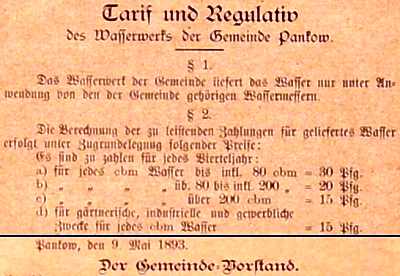 Tarif und Regulativ
des Wasserwerks der Gemeinde Pankow.
§ 1.
Das Wasserwerk der Gemeinde liefert das Wasser nur unter An-
wendung von den der Gemeinde gehörigen Wassermessern.
§ 2.
Die Berechnung der zu leistenden Zahlungen für geliefertes Wasser
erfolgt unter Zugrundelegung folgender Preise:
Es sind zu zahlen für jedes Vierteljahr:
a) für jedes cbm Wasser bis inkl. 80 cbm = 30 Pfg.
b) „ „ „ „ üb. 80 bis inkl. 200 „ = 20 Pfg.
c) „ „ „ „ über 200 cbm = 15 Pfg.
d) für gärtnerische, industrielle und gewerbliche
Zwecke für jedes cbm Wasser = 15 Pfg.
Pankow, den 9. Mai 1893.
Der Gemeinde-Vorstand.